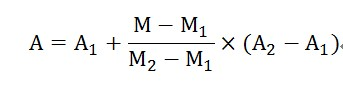 A = A₁ + (M − M₁)/(M₂ − M₁) × (A₂ − A₁)